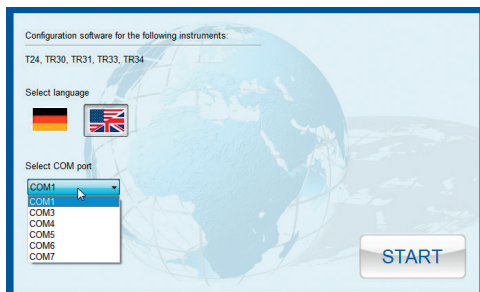 Configuration software for the following instruments:
T24, TR30, TR31, TR33, TR34
Select language
Select COM port
COM1
COM1
COM3
COM4
COM5
COM6
COM7
START